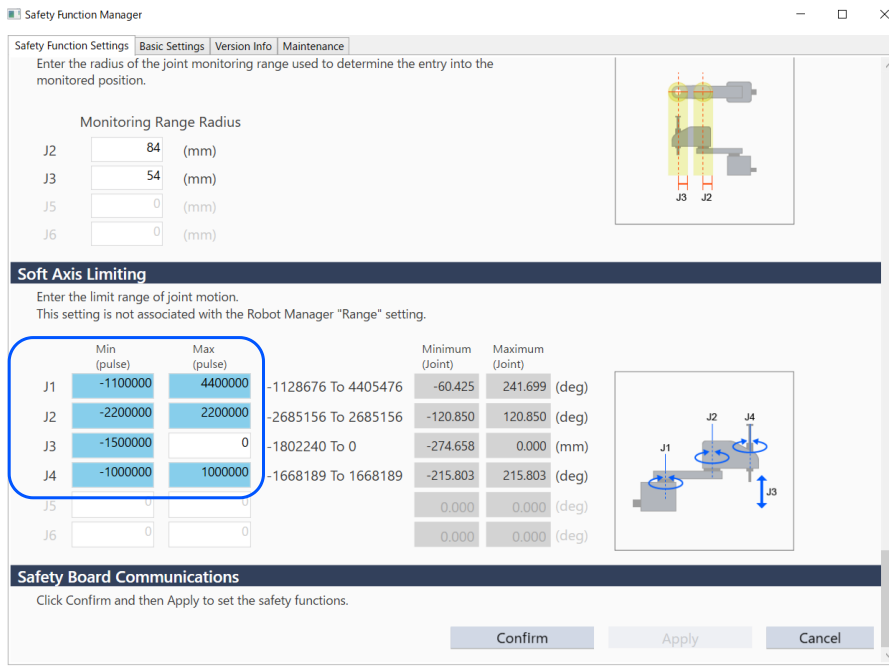 Safety Function Manager
Safety Function Settings Basic Settings Version Info Maintenance
Enter the radius of the joint monitoring range used to determine the entry into the
monitored position.
Monitoring Range Radius
J2 84 (mm)
J3 54 (mm)
J5 0 (mm)
J6 0 (mm)
J3 J2
Soft Axis Limiting
Enter the limit range of joint motion.
This setting is not associated with the Robot Manager "Range" setting.
Min Max Minimum Maximum
(pulse) (pulse) (Joint) (Joint)
J1 -1100000 4400000 -1128676 To 4405476 -60.425 241.699 (deg)
J2 -2200000 2200000 -2685156 To 2685156 -120.850 120.850 (deg)
J3 -1500000 0 -1802240 To 0 -274.658 0.000 (mm)
J4 -1000000 1000000 -1668189 To 1668189 -215.803 215.803 (deg)
J5 0 0 0.000 0.000 (deg)
J6 0 0 0.000 0.000 (deg)
J2 J4
J1
J3
Safety Board Communications
Click Confirm and then Apply to set the safety functions.
Confirm Apply Cancel